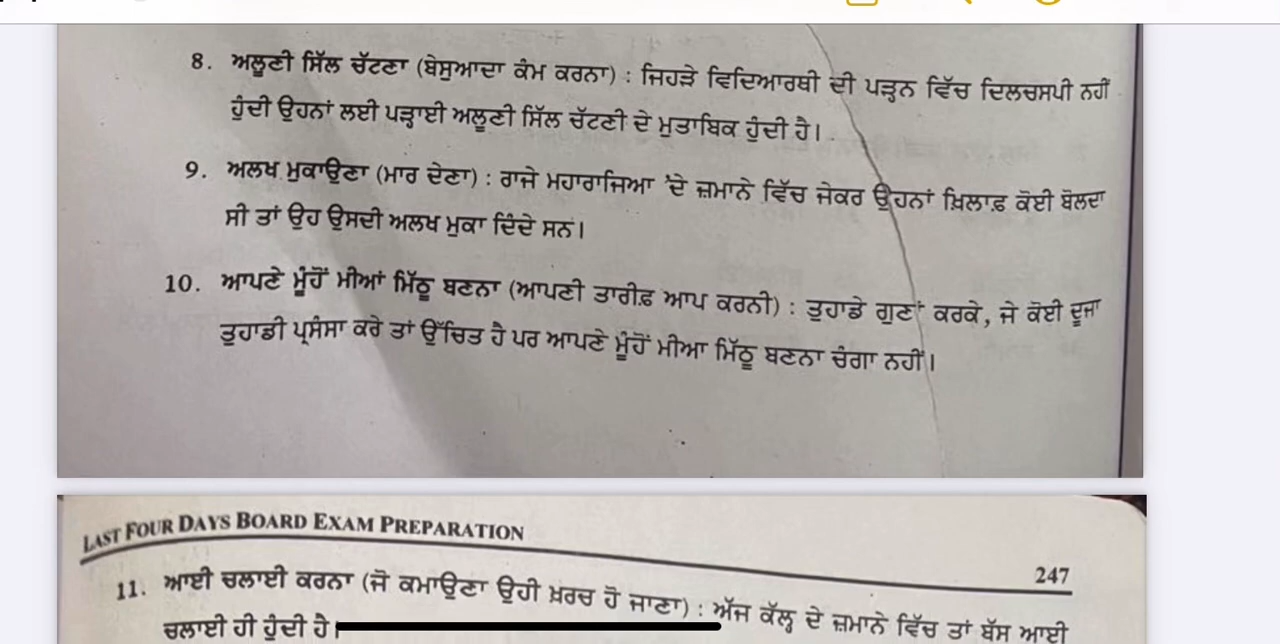 8. ਅਲੂਣੀ ਸਿੱਲ ਚੱਟਣਾ (ਬੇਸੁਆਦਾ ਕੰਮ ਕਰਨਾ) : ਜਿਹੜੇ ਵਿਦਿਆਰਥੀ ਦੀ ਪੜ੍ਹਨ ਵਿੱਚ ਦਿਲਚਸਪੀ ਨਹੀਂ
ਹੁੰਦੀ ਉਹਨਾਂ ਲਈ ਪੜ੍ਹਾਈ ਅਲੂਣੀ ਸਿੱਲ ਚੱਟਣੀ ਦੇ ਮੁਤਾਬਿਕ ਹੁੰਦੀ ਹੈ।
9. ਅਲਖ ਮੁਕਾਉਣਾ (ਮਾਰ ਦੇਣਾ) : ਰਾਜੇ ਮਹਾਰਾਜਿਆ 'ਦੇ ਜ਼ਮਾਨੇ ਵਿੱਚ ਜੇਕਰ ਉਹਨਾਂ ਖ਼ਿਲਾਫ਼ ਕੋਈ ਬੋਲਦਾ
ਸੀ ਤਾਂ ਉਹ ਉਸਦੀ ਅਲਖ ਮੁਕਾ ਦਿੰਦੇ ਸਨ।
10. ਆਪਣੇ ਮੂੰਹੋਂ ਮੀਆਂ ਮਿੱਠੂ ਬਣਨਾ (ਆਪਣੀ ਤਾਰੀਫ਼ ਆਪ ਕਰਨੀ) : ਤੁਹਾਡੇ ਗੁਣਾਂ ਕਰਕੇ, ਜੇ ਕੋਈ ਦੂਜਾ
ਤੁਹਾਡੀ ਪ੍ਰਸੰਸਾ ਕਰੇ ਤਾਂ ਉੱਚਿਤ ਹੈ ਪਰ ਆਪਣੇ ਮੂੰਹੋਂ ਮੀਆ ਮਿੱਠੂ ਬਣਨਾ ਚੰਗਾ ਨਹੀਂ।
LAST FOUR DAYS BOARD EXAM PREPARATION
247
11. ਆਈ ਚਲਾਈ ਕਰਨਾ (ਜੋ ਕਮਾਉਣਾ ਉਹੀ ਖ਼ਰਚ ਹੋ ਜਾਣਾ) : ਅੱਜ ਕੱਲ੍ਹ ਦੇ ਜ਼ਮਾਨੇ ਵਿੱਚ ਤਾਂ ਬੱਸ ਆਈ
ਚਲਾਈ ਹੀ ਹੁੰਦੀ ਹੈ।